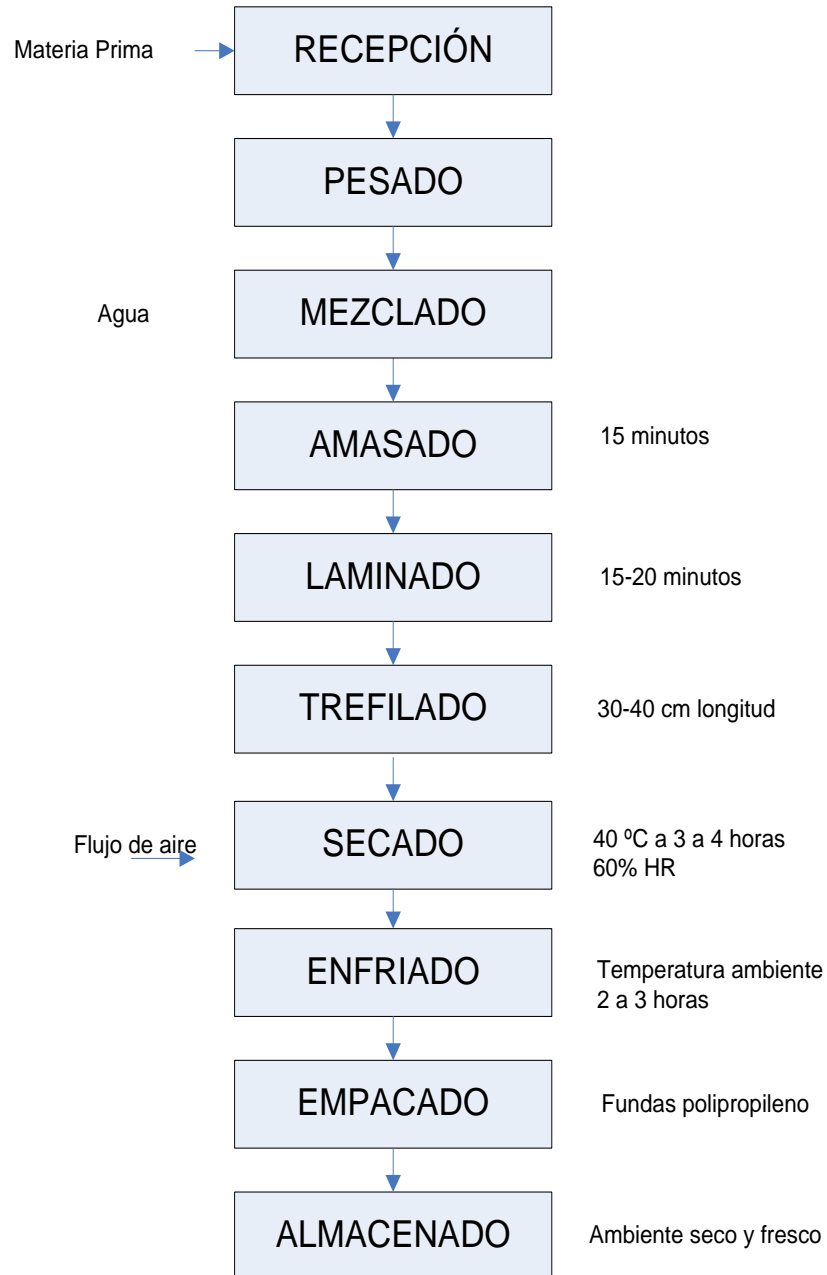 Materia Prima
RECEPCIÓN
PESADO
Agua
MEZCLADO
AMASADO
15 minutos
LAMINADO
15-20 minutos
TREFILADO
30-40 cm longitud
Flujo de aire
SECADO
40 ºC a 3 a 4 horas
60% HR
ENFRIADO
Temperatura ambiente
2 a 3 horas
EMPACADO
Fundas polipropileno
ALMACENADO
Ambiente seco y fresco